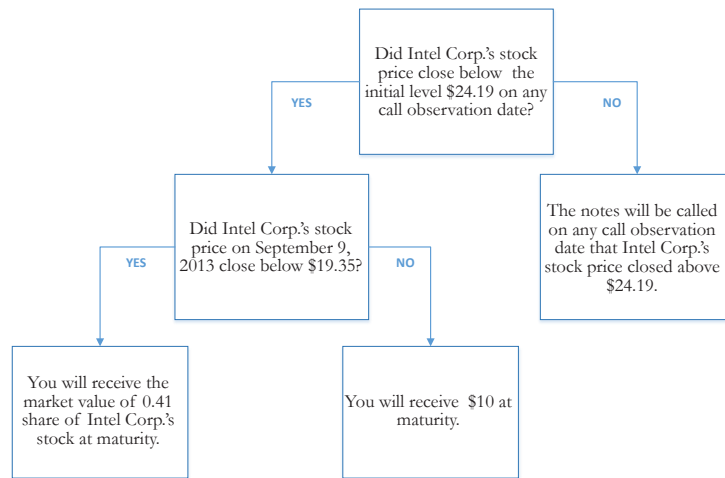 Did Intel Corp.'s stock
price close below the
initial level $24.19 on any
call observation date?
YES
NO
Did Intel Corp.'s stock
price on September 9,
2013 close below $19.35?
The notes will be called
on any call observation
date that Intel Corp.'s
stock price closed above
$24.19.
YES
NO
You will receive the
market value of 0.41
share of Intel Corp.'s
stock at maturity.
You will receive $10 at
maturity.